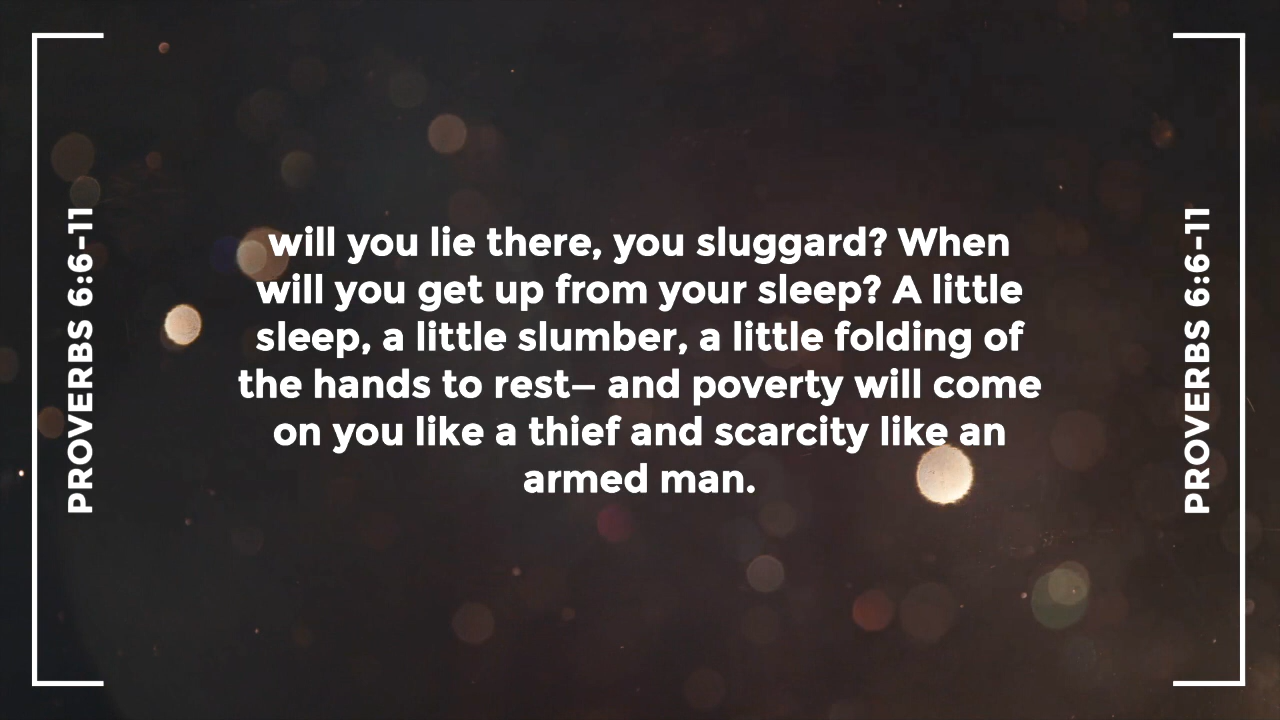 PROVERBS 6:6-11
will you lie there, you sluggard? When
will you get up from your sleep? A little
sleep, a little slumber, a little folding of
the hands to rest— and poverty will come
on you like a thief and scarcity like an
armed man.
PROVERBS 6:6-11